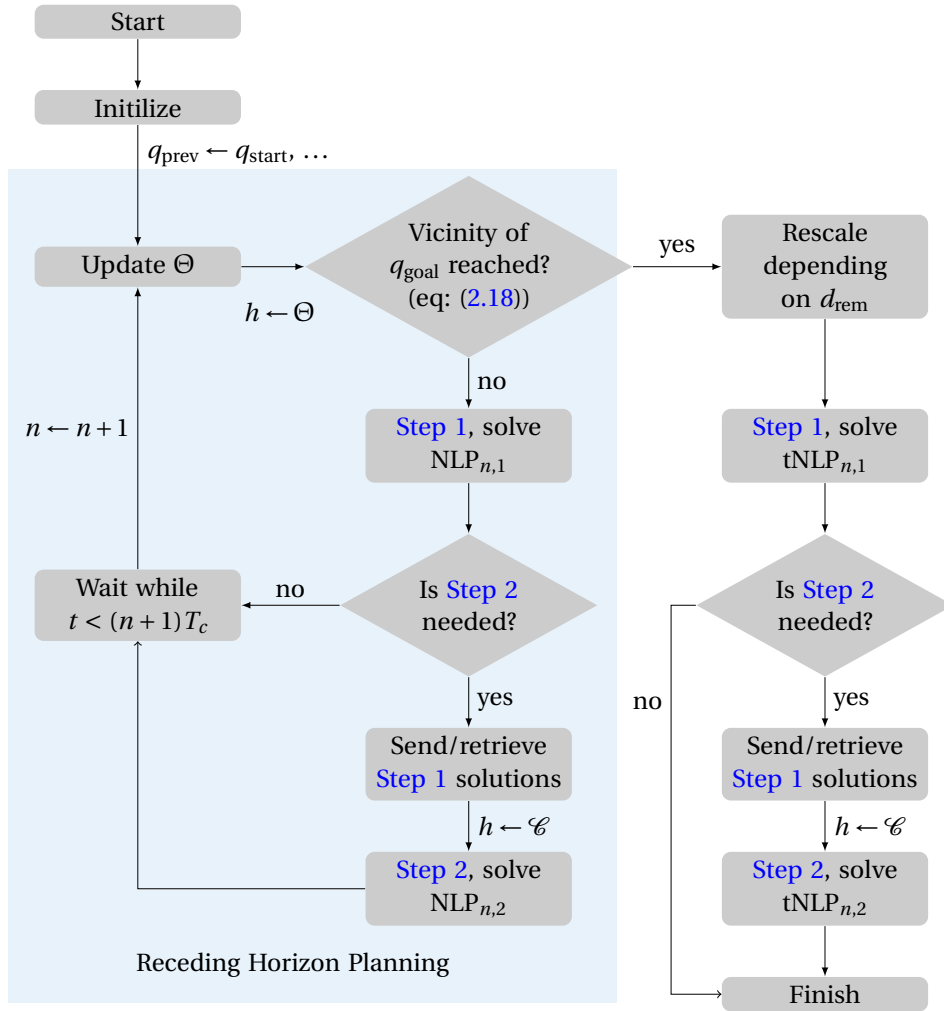 Start
Initilize
q_prev ← q_start, …
Update Θ
h ← Θ
Vicinity of
q_goal reached?
(eq: (2.18))
yes
Rescale
depending
on d_rem
no
n ← n + 1
Step 1, solve
NLP_n,1
Step 1, solve
tNLP_n,1
Wait while
t < (n + 1)T_c
no
Is Step 2
needed?
Is Step 2
needed?
yes
no
yes
Send/retrieve
Step 1 solutions
Send/retrieve
Step 1 solutions
h ← 𝒞
h ← 𝒞
Step 2, solve
NLP_n,2
Step 2, solve
tNLP_n,2
Receding Horizon Planning
Finish